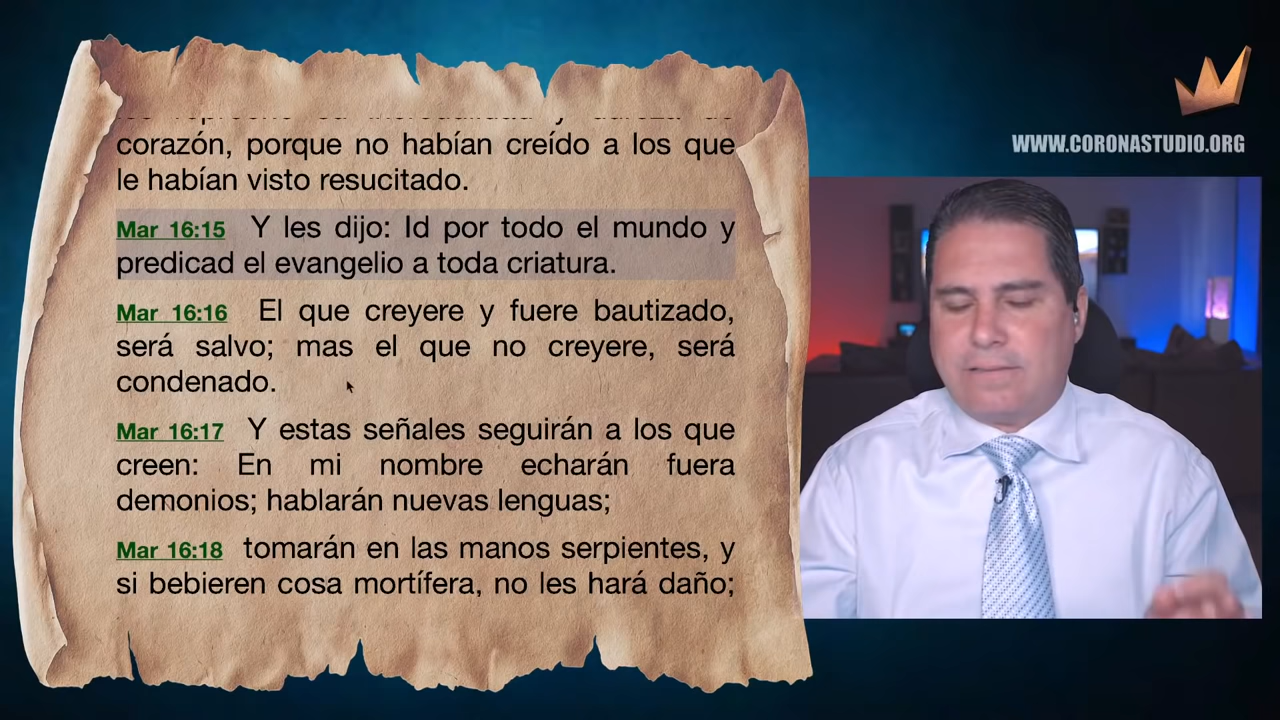 corazón, porque no habían creído a los que
le habían visto resucitado.
Mar 16:15 Y les dijo: Id por todo el mundo y
predicad el evangelio a toda criatura.
Mar 16:16 El que creyere y fuere bautizado,
será salvo; mas el que no creyere, será
condenado.
Mar 16:17 Y estas señales seguirán a los que
creen: En mi nombre echarán fuera
demonios; hablarán nuevas lenguas;
Mar 16:18 tomarán en las manos serpientes, y
si bebieren cosa mortífera, no les hará daño;
WWW.CORONASTUDIO.ORG